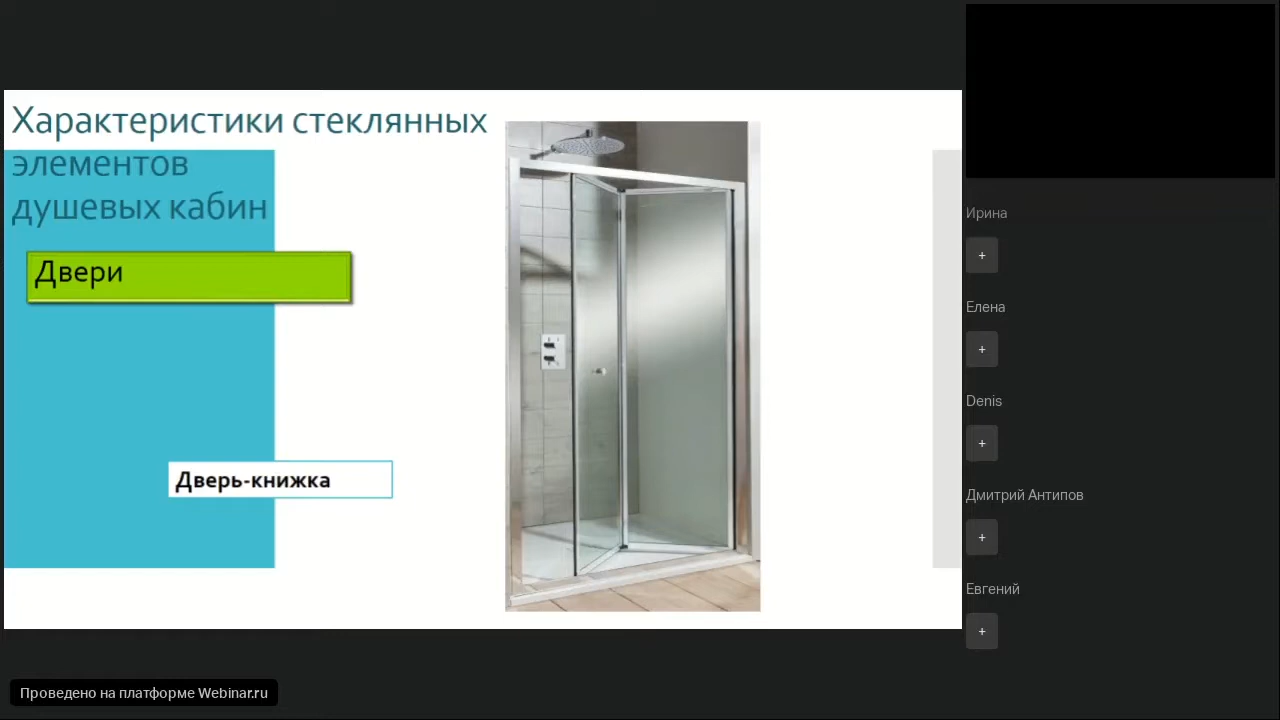 Характеристики стеклянных
элементов
душевых кабин
Двери
Дверь-книжка
Ирина
+
Елена
+
Denis
+
Дмитрий Антипов
+
Евгений
+
Проведено на платформе Webinar.ru